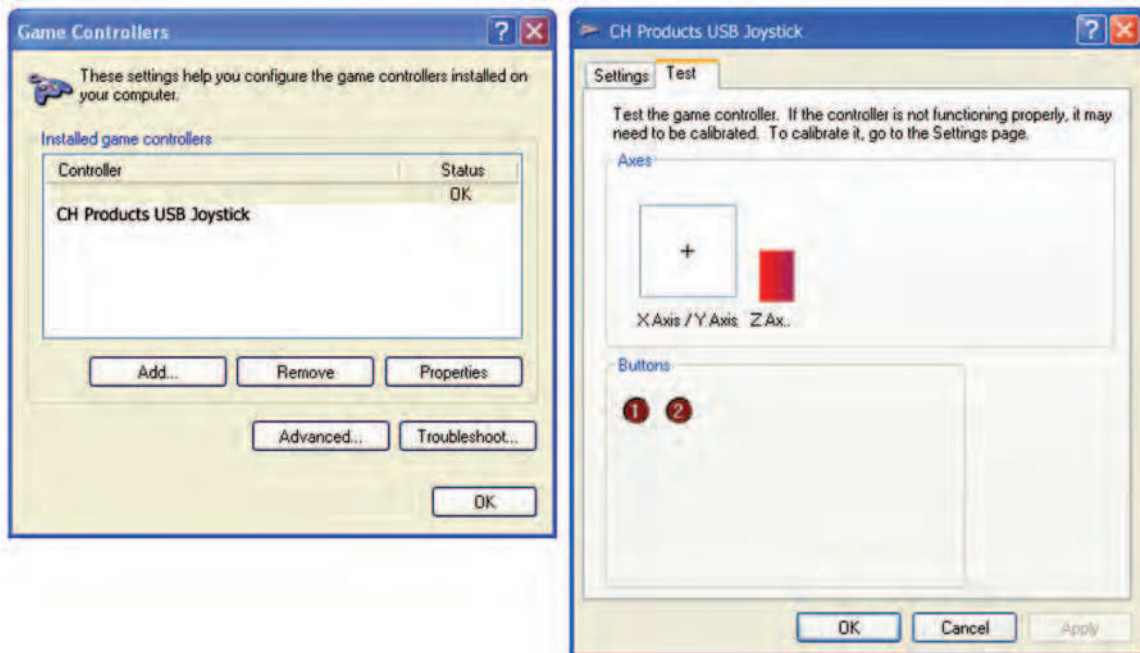 Game Controllers
These settings help you configure the game controllers installed on
your computer.
Installed game controllers
Controller Status
OK
CH Products USB Joystick
Add... Remove Properties
Advanced... Troubleshoot...
OK
CH Products USB Joystick
Settings Test
Test the game controller. If the controller is not functioning properly, it may
need to be calibrated. To calibrate it, go to the Settings page.
Axes
X Axis / Y Axis Z Ax..
Buttons
1 2
OK Cancel Apply